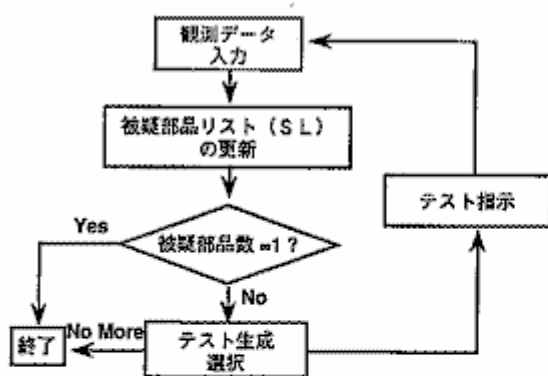 観測データ
入力
被疑部品リスト（ＳＬ）
の更新
テスト指示
Yes
被疑部品数=1？
No
終了
No More
テスト生成
選択